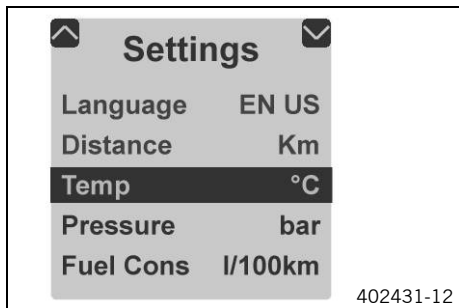 Settings
Language EN US
Distance Km
Temp °C
Pressure bar
Fuel Cons l/100km
402431-12